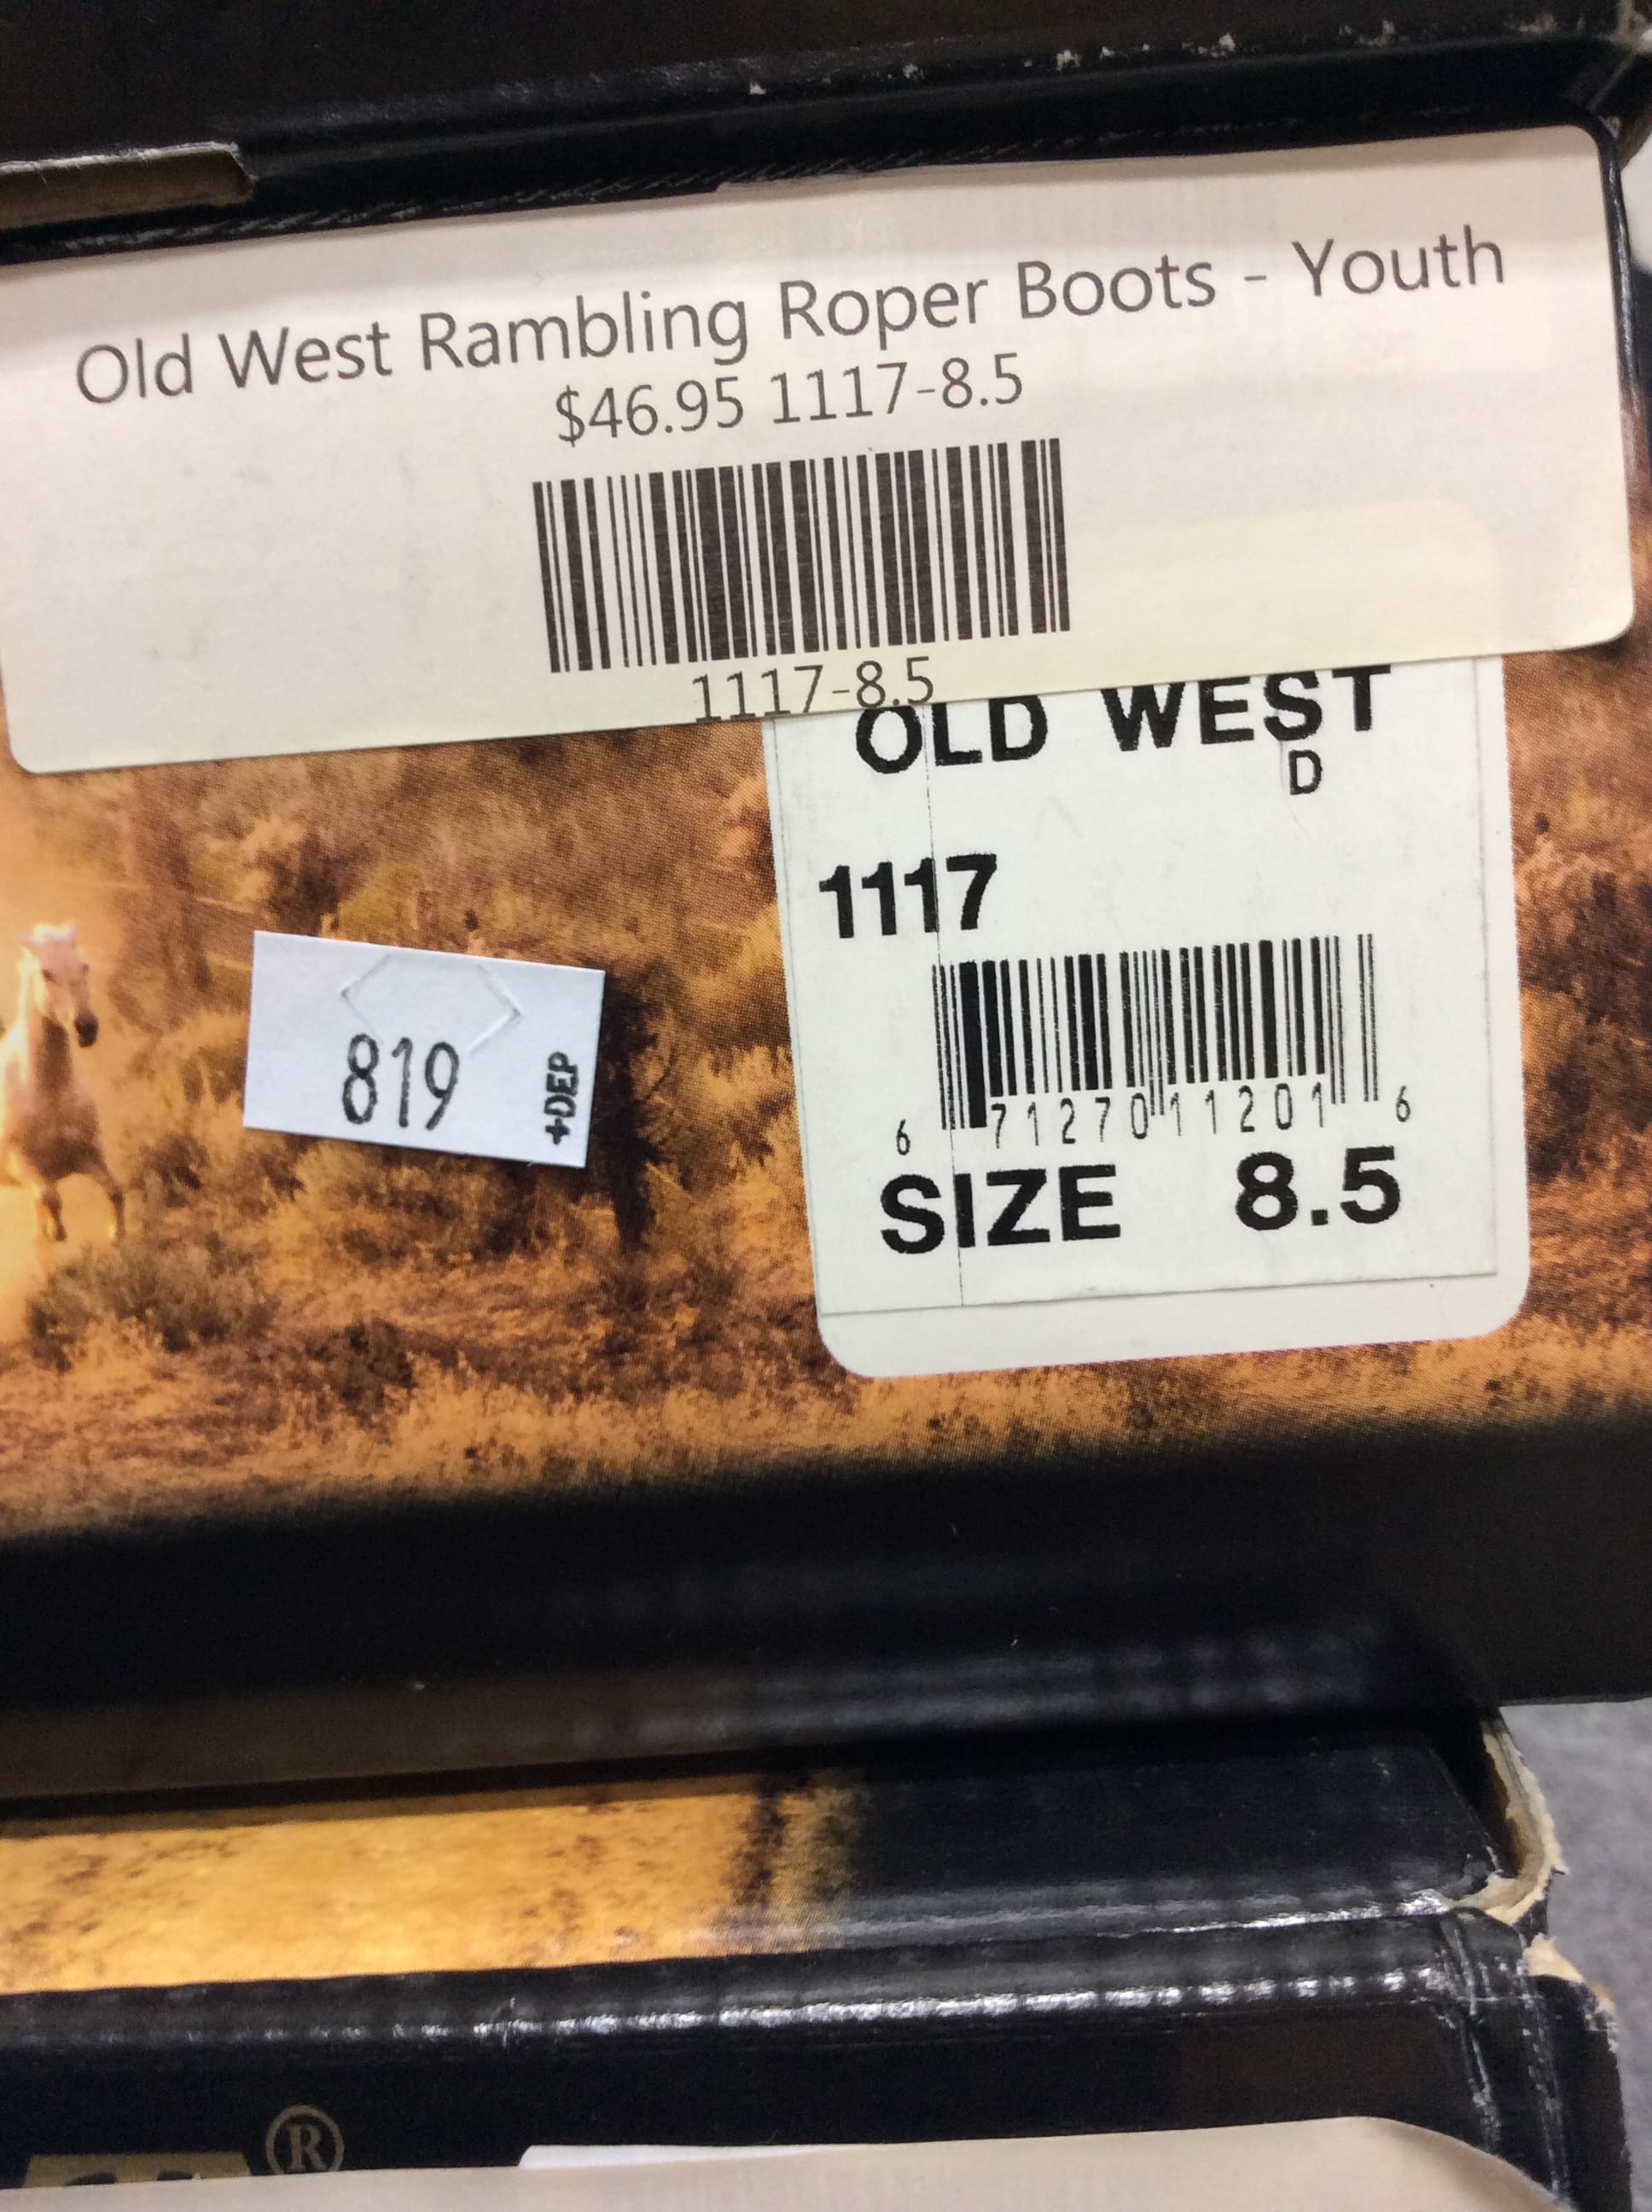 Old West Rambling Roper Boots - Youth
$46.95 1117-8.5
1117-8.5
OLD WEST
D
1117
6 71270 11201 6
SIZE 8.5
819
+DEP
®